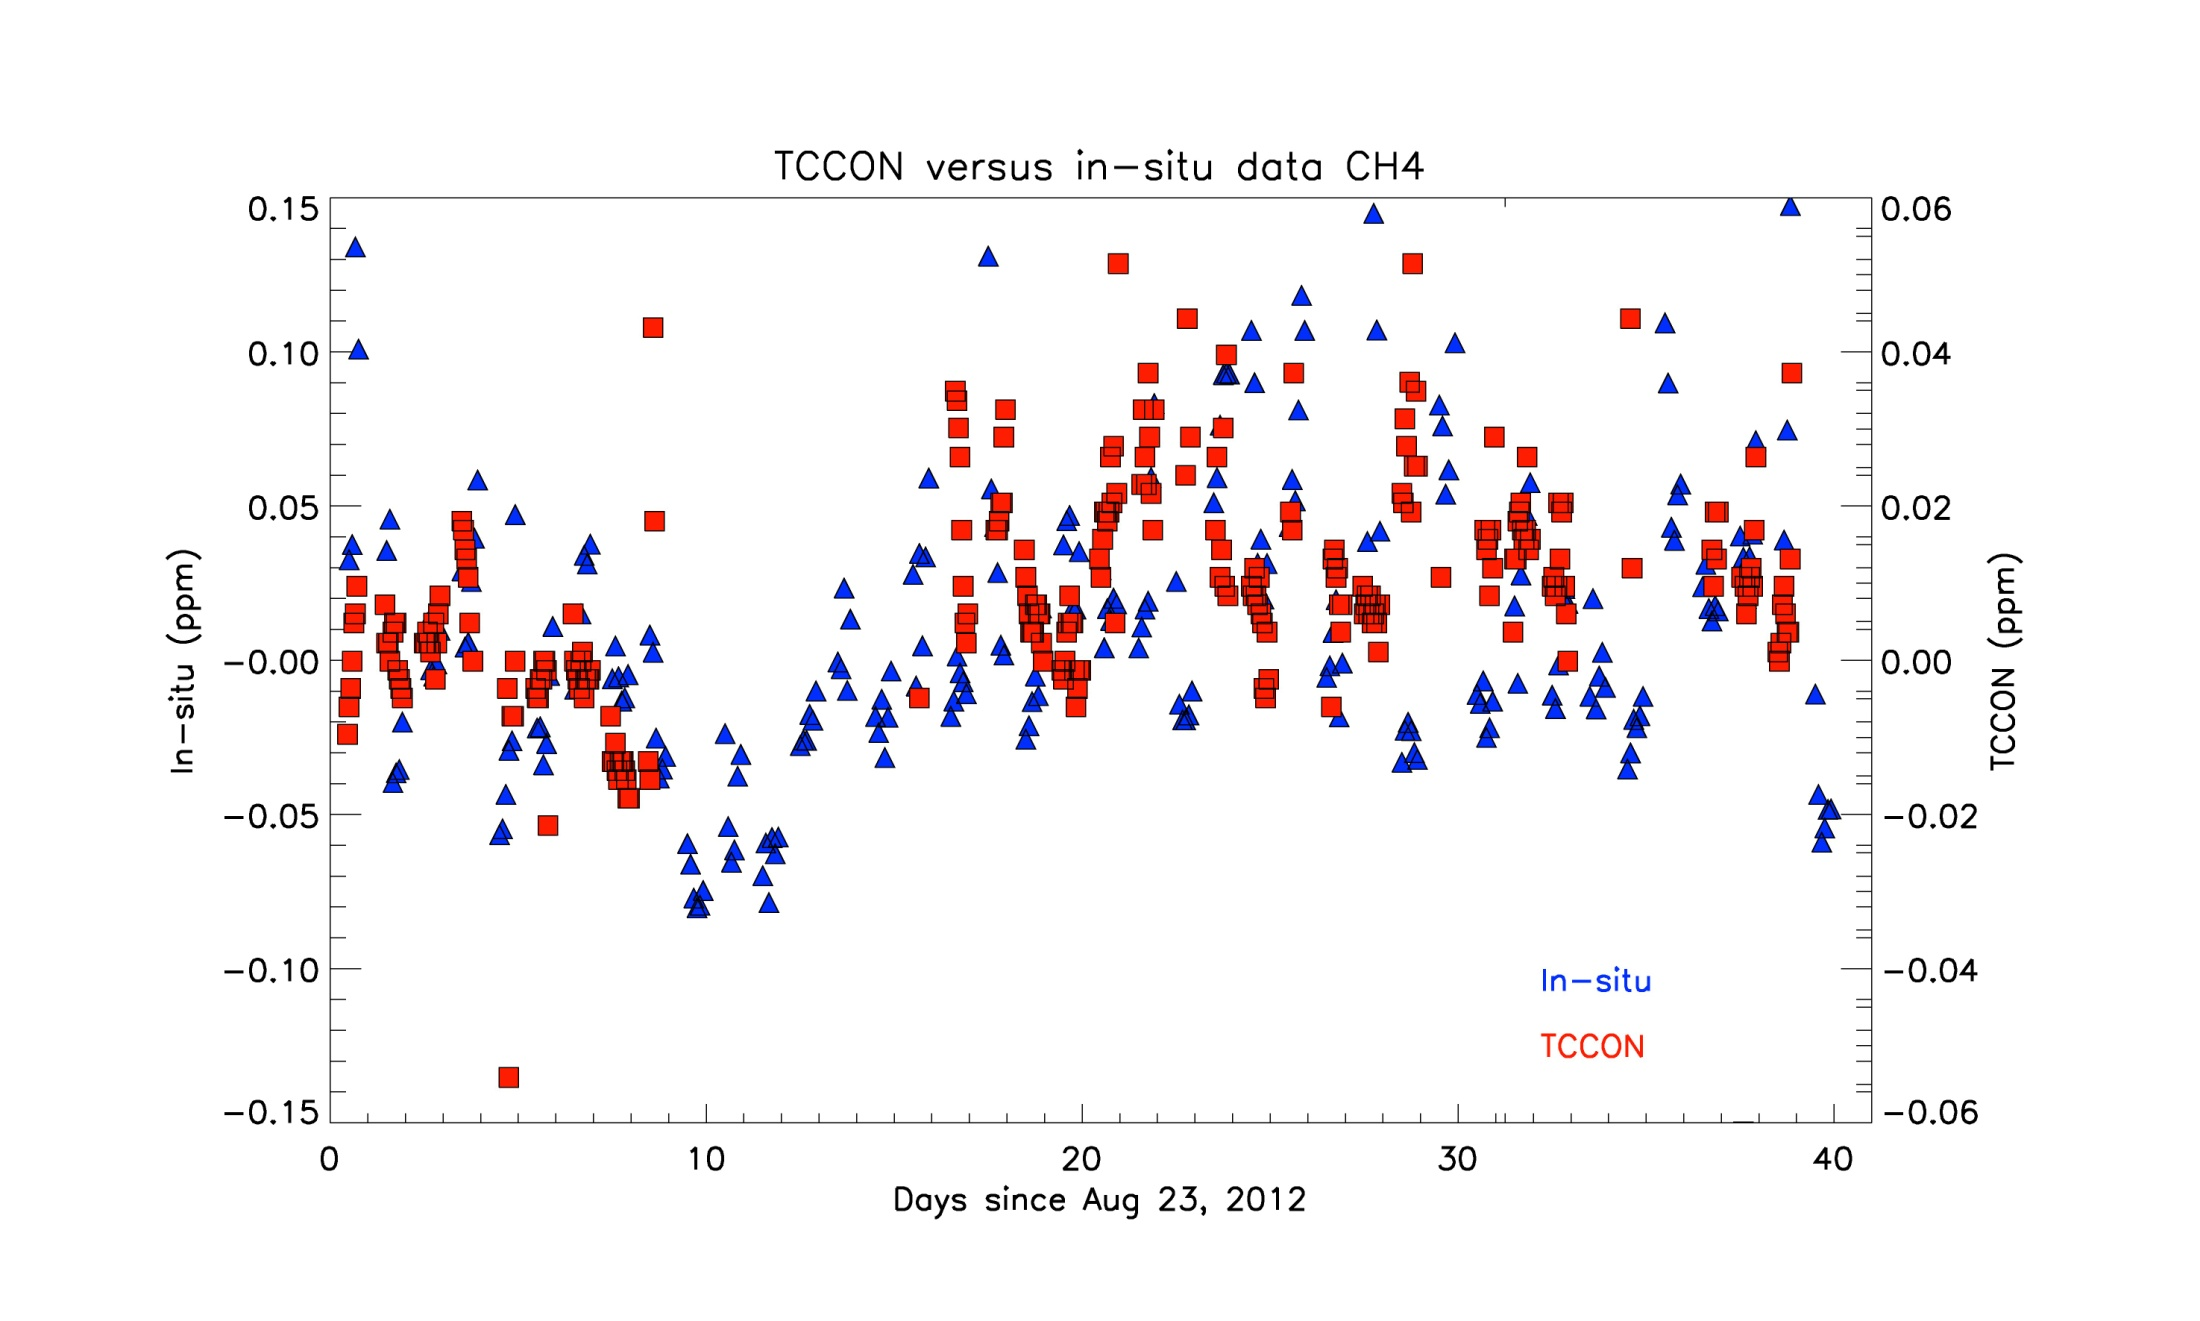 TCCON versus in-situ data CH4
0.15
0.10
0.05
-0.00
-0.05
-0.10
-0.15
In-situ (ppm)
0.06
0.04
0.02
0.00
-0.02
-0.04
-0.06
TCCON (ppm)
In-situ
TCCON
0 10 20 30 40
Days since Aug 23, 2012